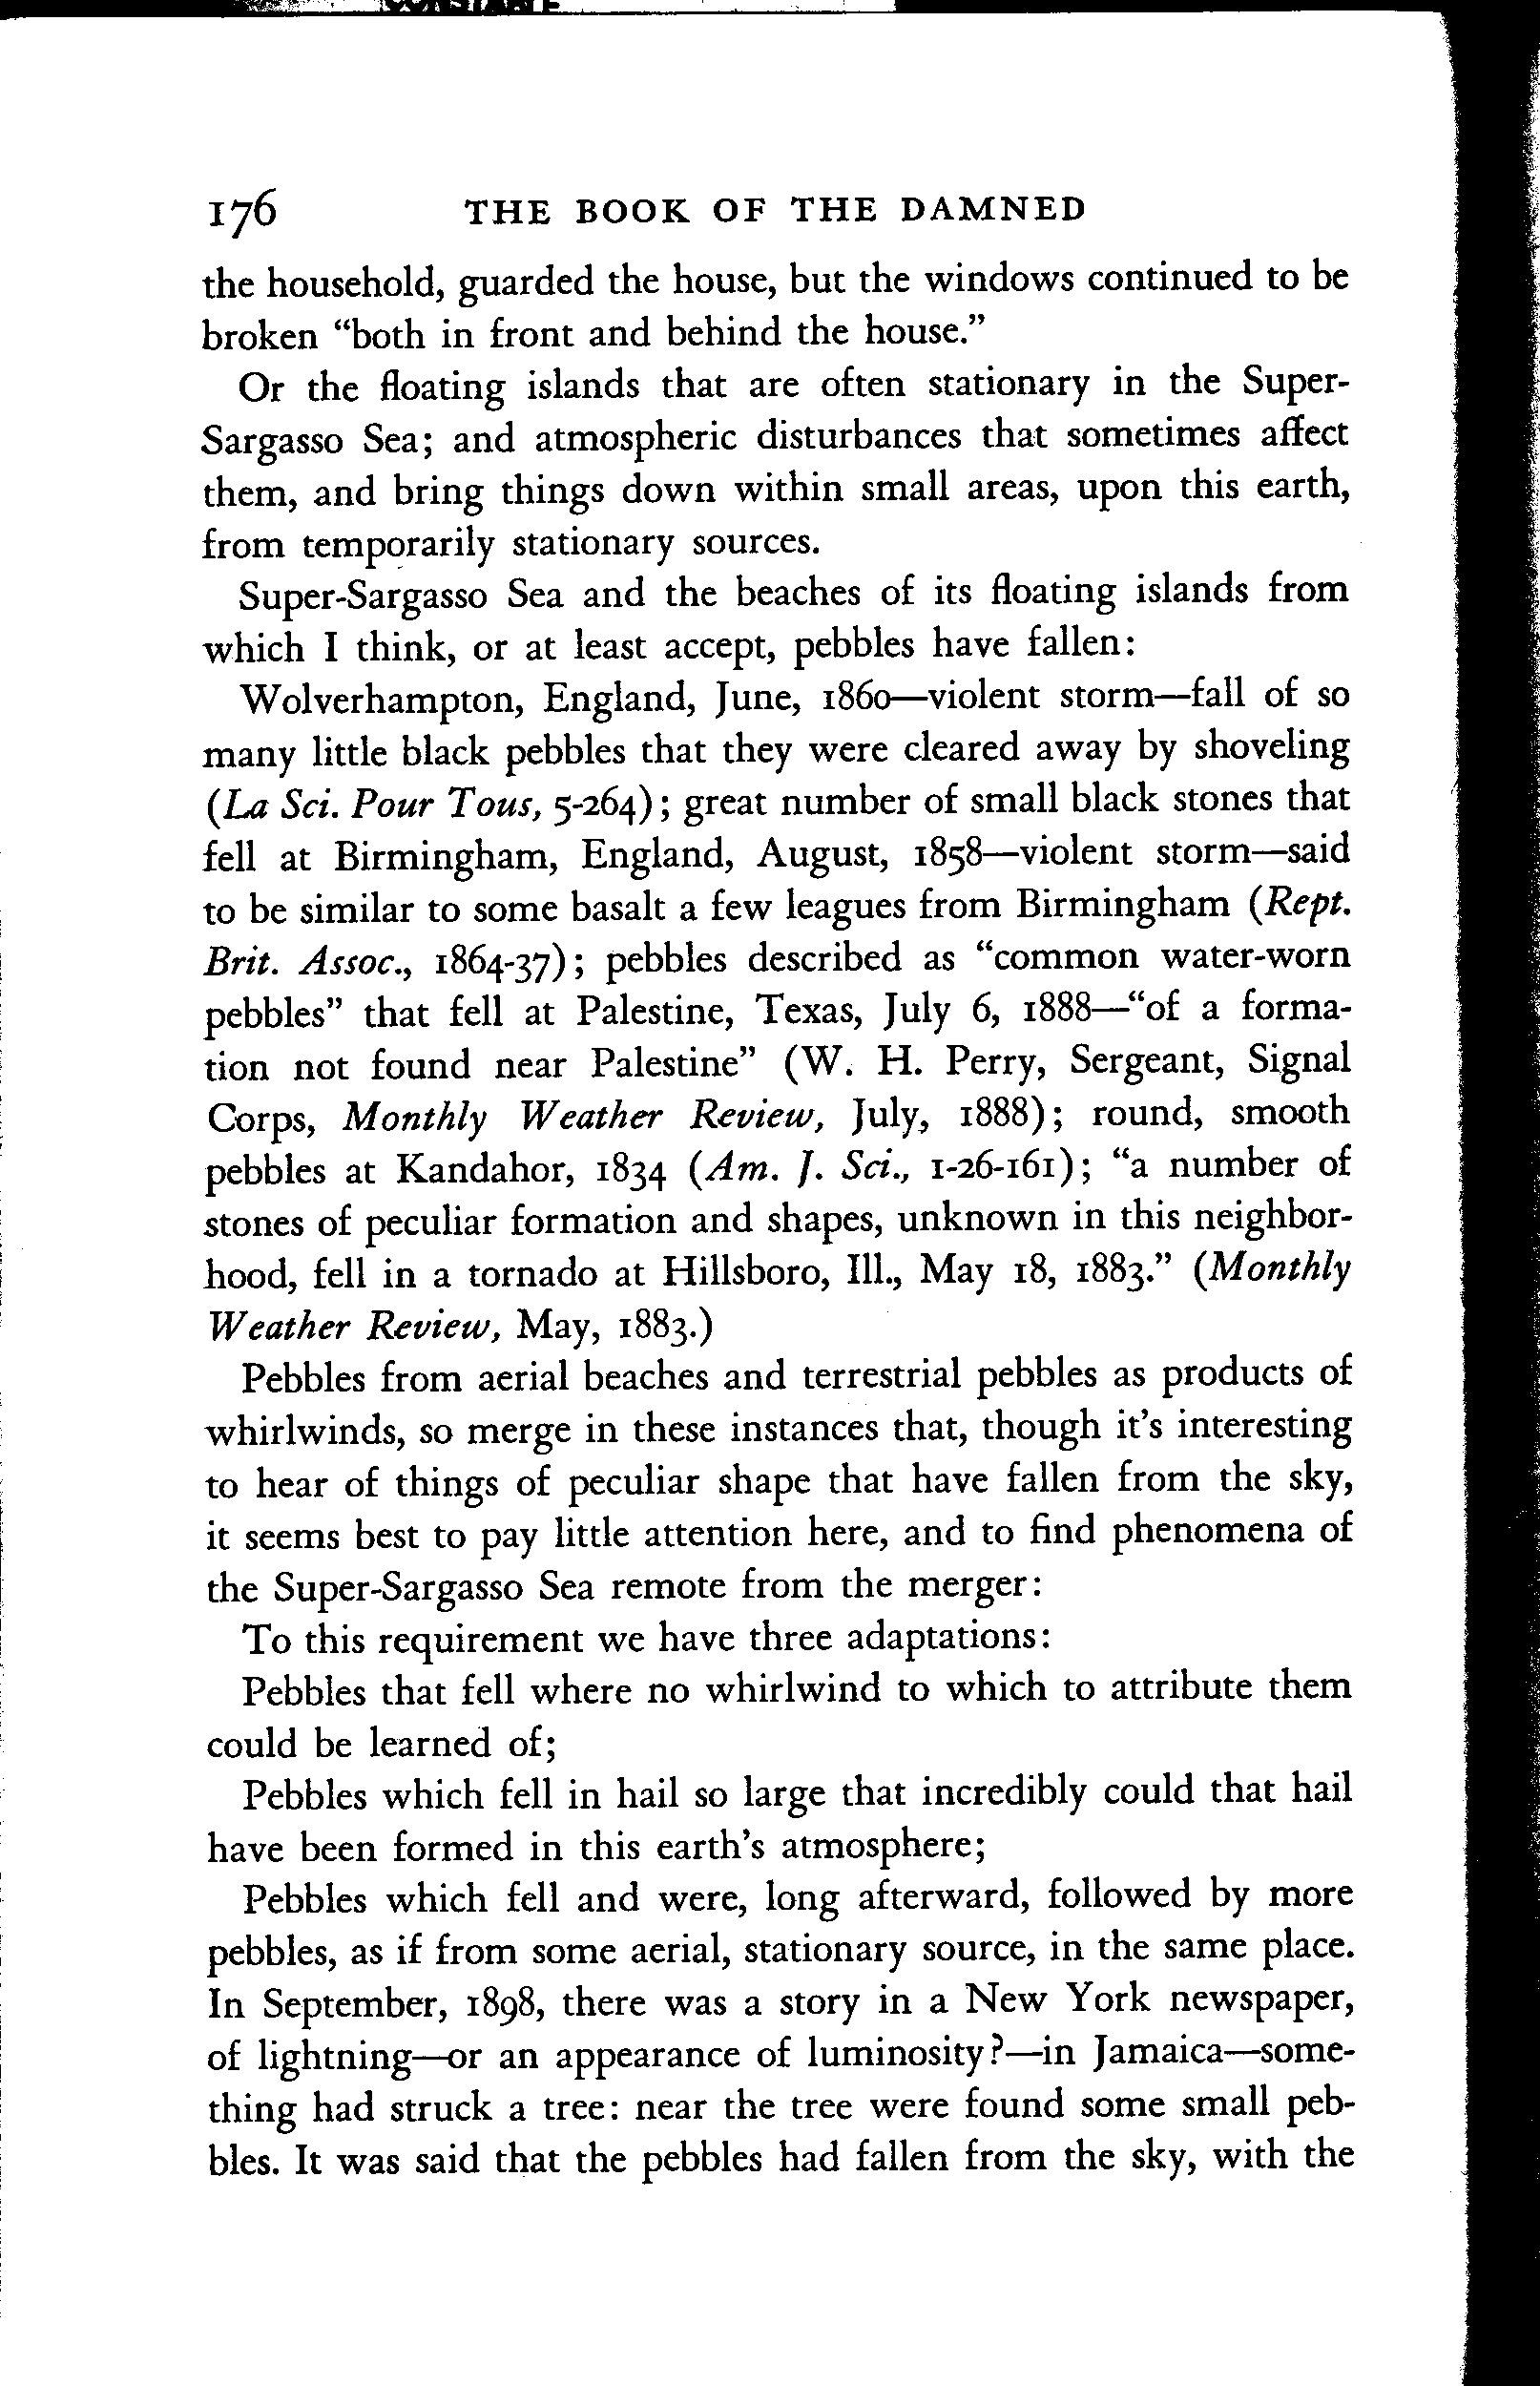 176 THE BOOK OF THE DAMNED
the household, guarded the house, but the windows continued to be
broken "both in front and behind the house."
Or the floating islands that are often stationary in the Super-
Sargasso Sea; and atmospheric disturbances that sometimes affect
them, and bring things down within small areas, upon this earth,
from temporarily stationary sources.
Super-Sargasso Sea and the beaches of its floating islands from
which I think, or at least accept, pebbles have fallen:
Wolverhampton, England, June, 1860—violent storm—fall of so
many little black pebbles that they were cleared away by shoveling
(La Sci. Pour Tous, 5-264); great number of small black stones that
fell at Birmingham, England, August, 1858—violent storm—said
to be similar to some basalt a few leagues from Birmingham (Rept.
Brit. Assoc., 1864-37); pebbles described as "common water-worn
pebbles" that fell at Palestine, Texas, July 6, 1888—"of a forma-
tion not found near Palestine" (W. H. Perry, Sergeant, Signal
Corps, Monthly Weather Review, July, 1888); round, smooth
pebbles at Kandahor, 1834 (Am. J. Sci., 1-26-161); "a number of
stones of peculiar formation and shapes, unknown in this neighbor-
hood, fell in a tornado at Hillsboro, Ill., May 18, 1883." (Monthly
Weather Review, May, 1883.)
Pebbles from aerial beaches and terrestrial pebbles as products of
whirlwinds, so merge in these instances that, though it's interesting
to hear of things of peculiar shape that have fallen from the sky,
it seems best to pay little attention here, and to find phenomena of
the Super-Sargasso Sea remote from the merger:
To this requirement we have three adaptations:
Pebbles that fell where no whirlwind to which to attribute them
could be learned of;
Pebbles which fell in hail so large that incredibly could that hail
have been formed in this earth's atmosphere;
Pebbles which fell and were, long afterward, followed by more
pebbles, as if from some aerial, stationary source, in the same place.
In September, 1898, there was a story in a New York newspaper,
of lightning—or an appearance of luminosity?—in Jamaica—some-
thing had struck a tree: near the tree were found some small peb-
bles. It was said that the pebbles had fallen from the sky, with the